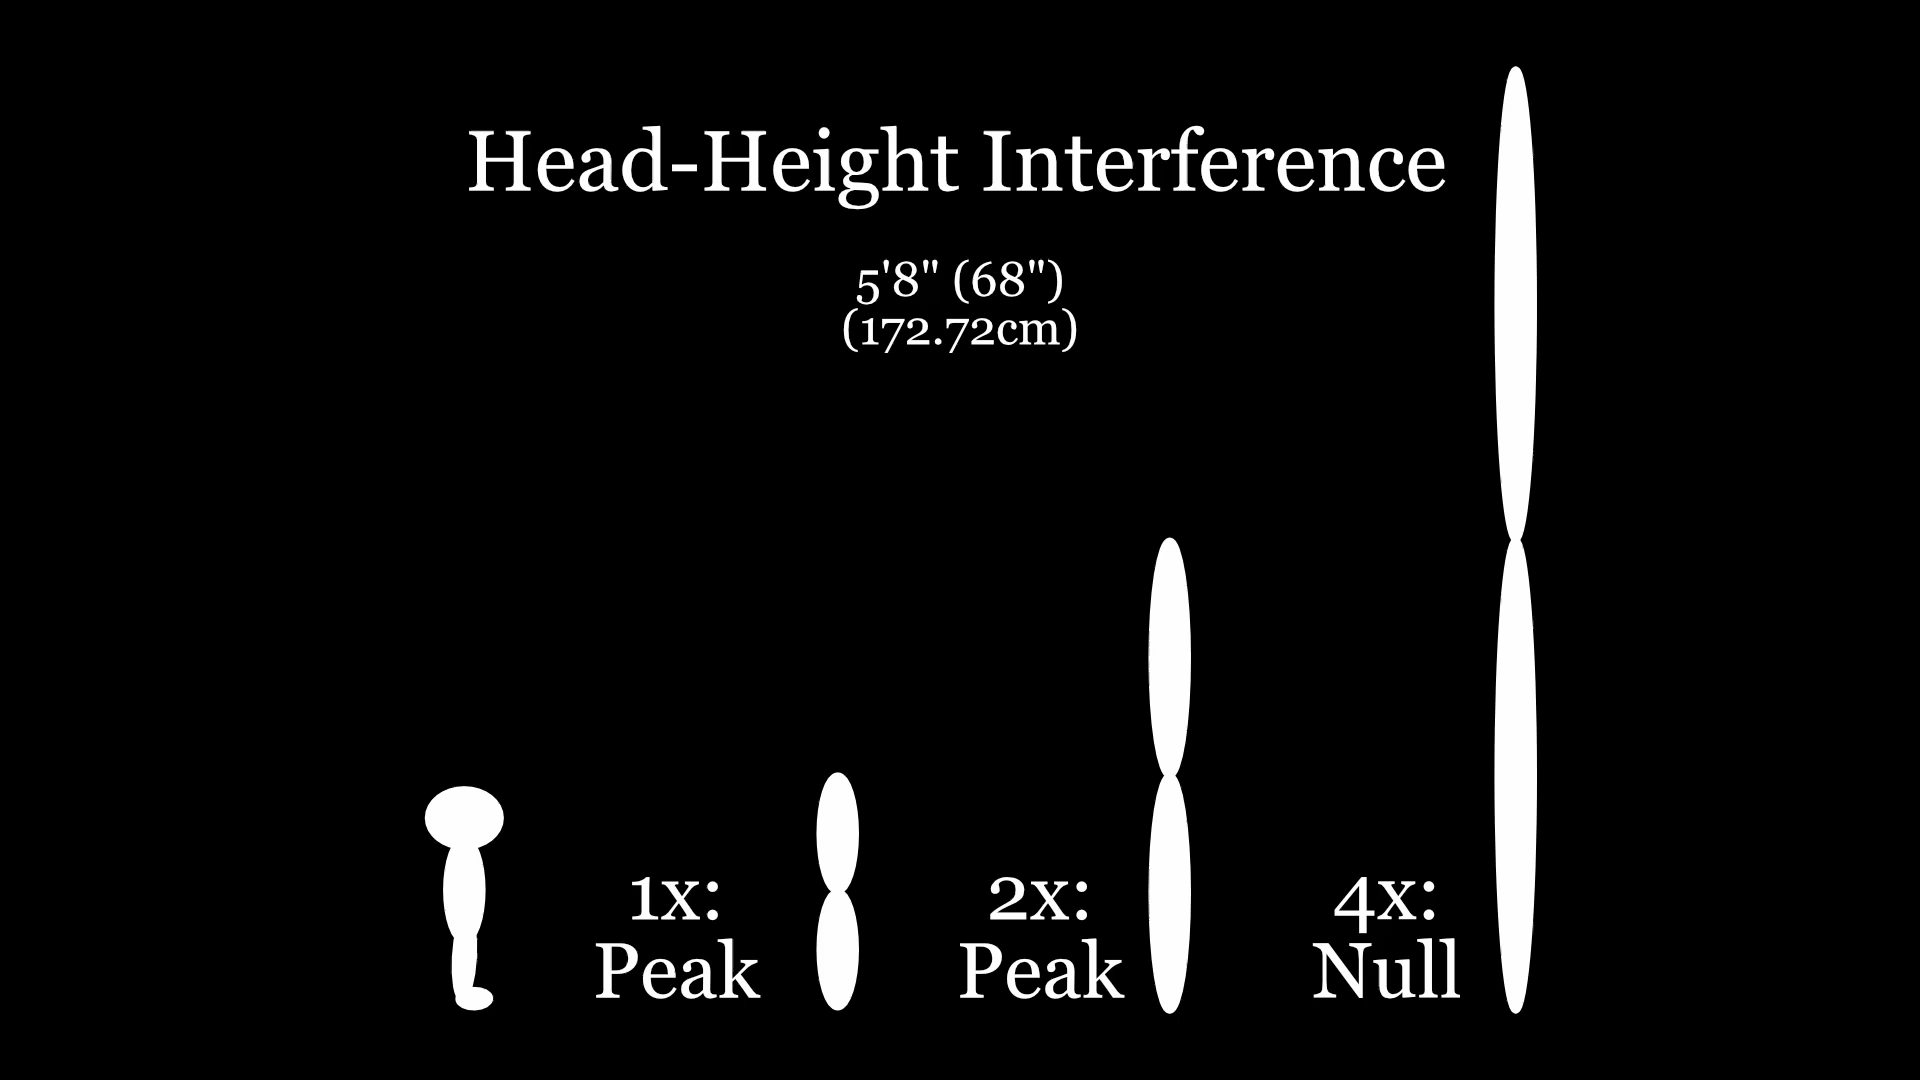 Head-Height Interference
5'8" (68")
(172.72cm)
1x:
Peak
2x:
Peak
4x:
Null